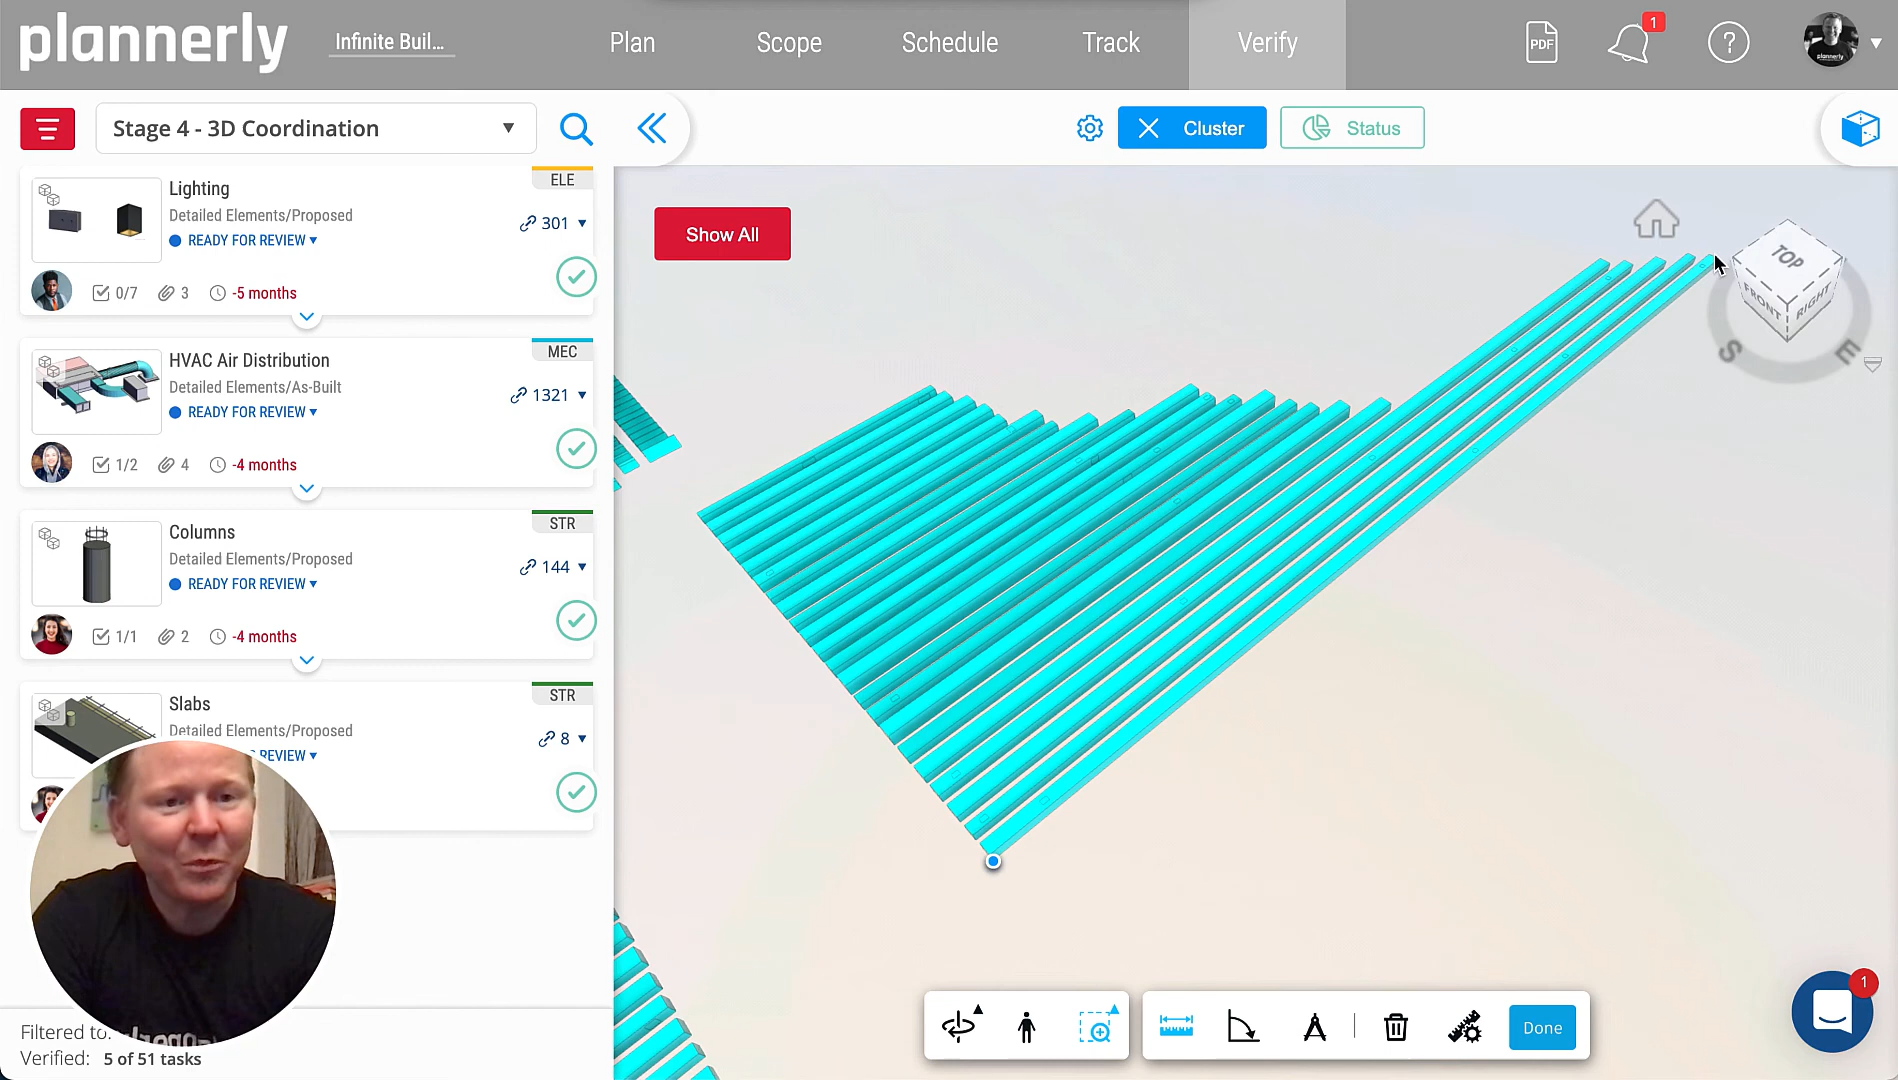 plannerly
Infinite Buil...
Plan
Scope
Schedule
Track
Verify
PDF
1
?
plannerly
Stage 4 - 3D Coordination
Cluster
Status
Lighting
ELE
Detailed Elements/Proposed
301
READY FOR REVIEW
0/7
3
-5 months
HVAC Air Distribution
MEC
Detailed Elements/As-Built
1321
READY FOR REVIEW
1/2
4
-4 months
Columns
STR
Detailed Elements/Proposed
144
READY FOR REVIEW
1/1
2
-4 months
Slabs
STR
Detailed Elements/Proposed
8
REVIEW
Show All
TOP
FRONT
RIGHT
S
E
Filtered to:
Verified: 5 of 51 tasks
Done
1